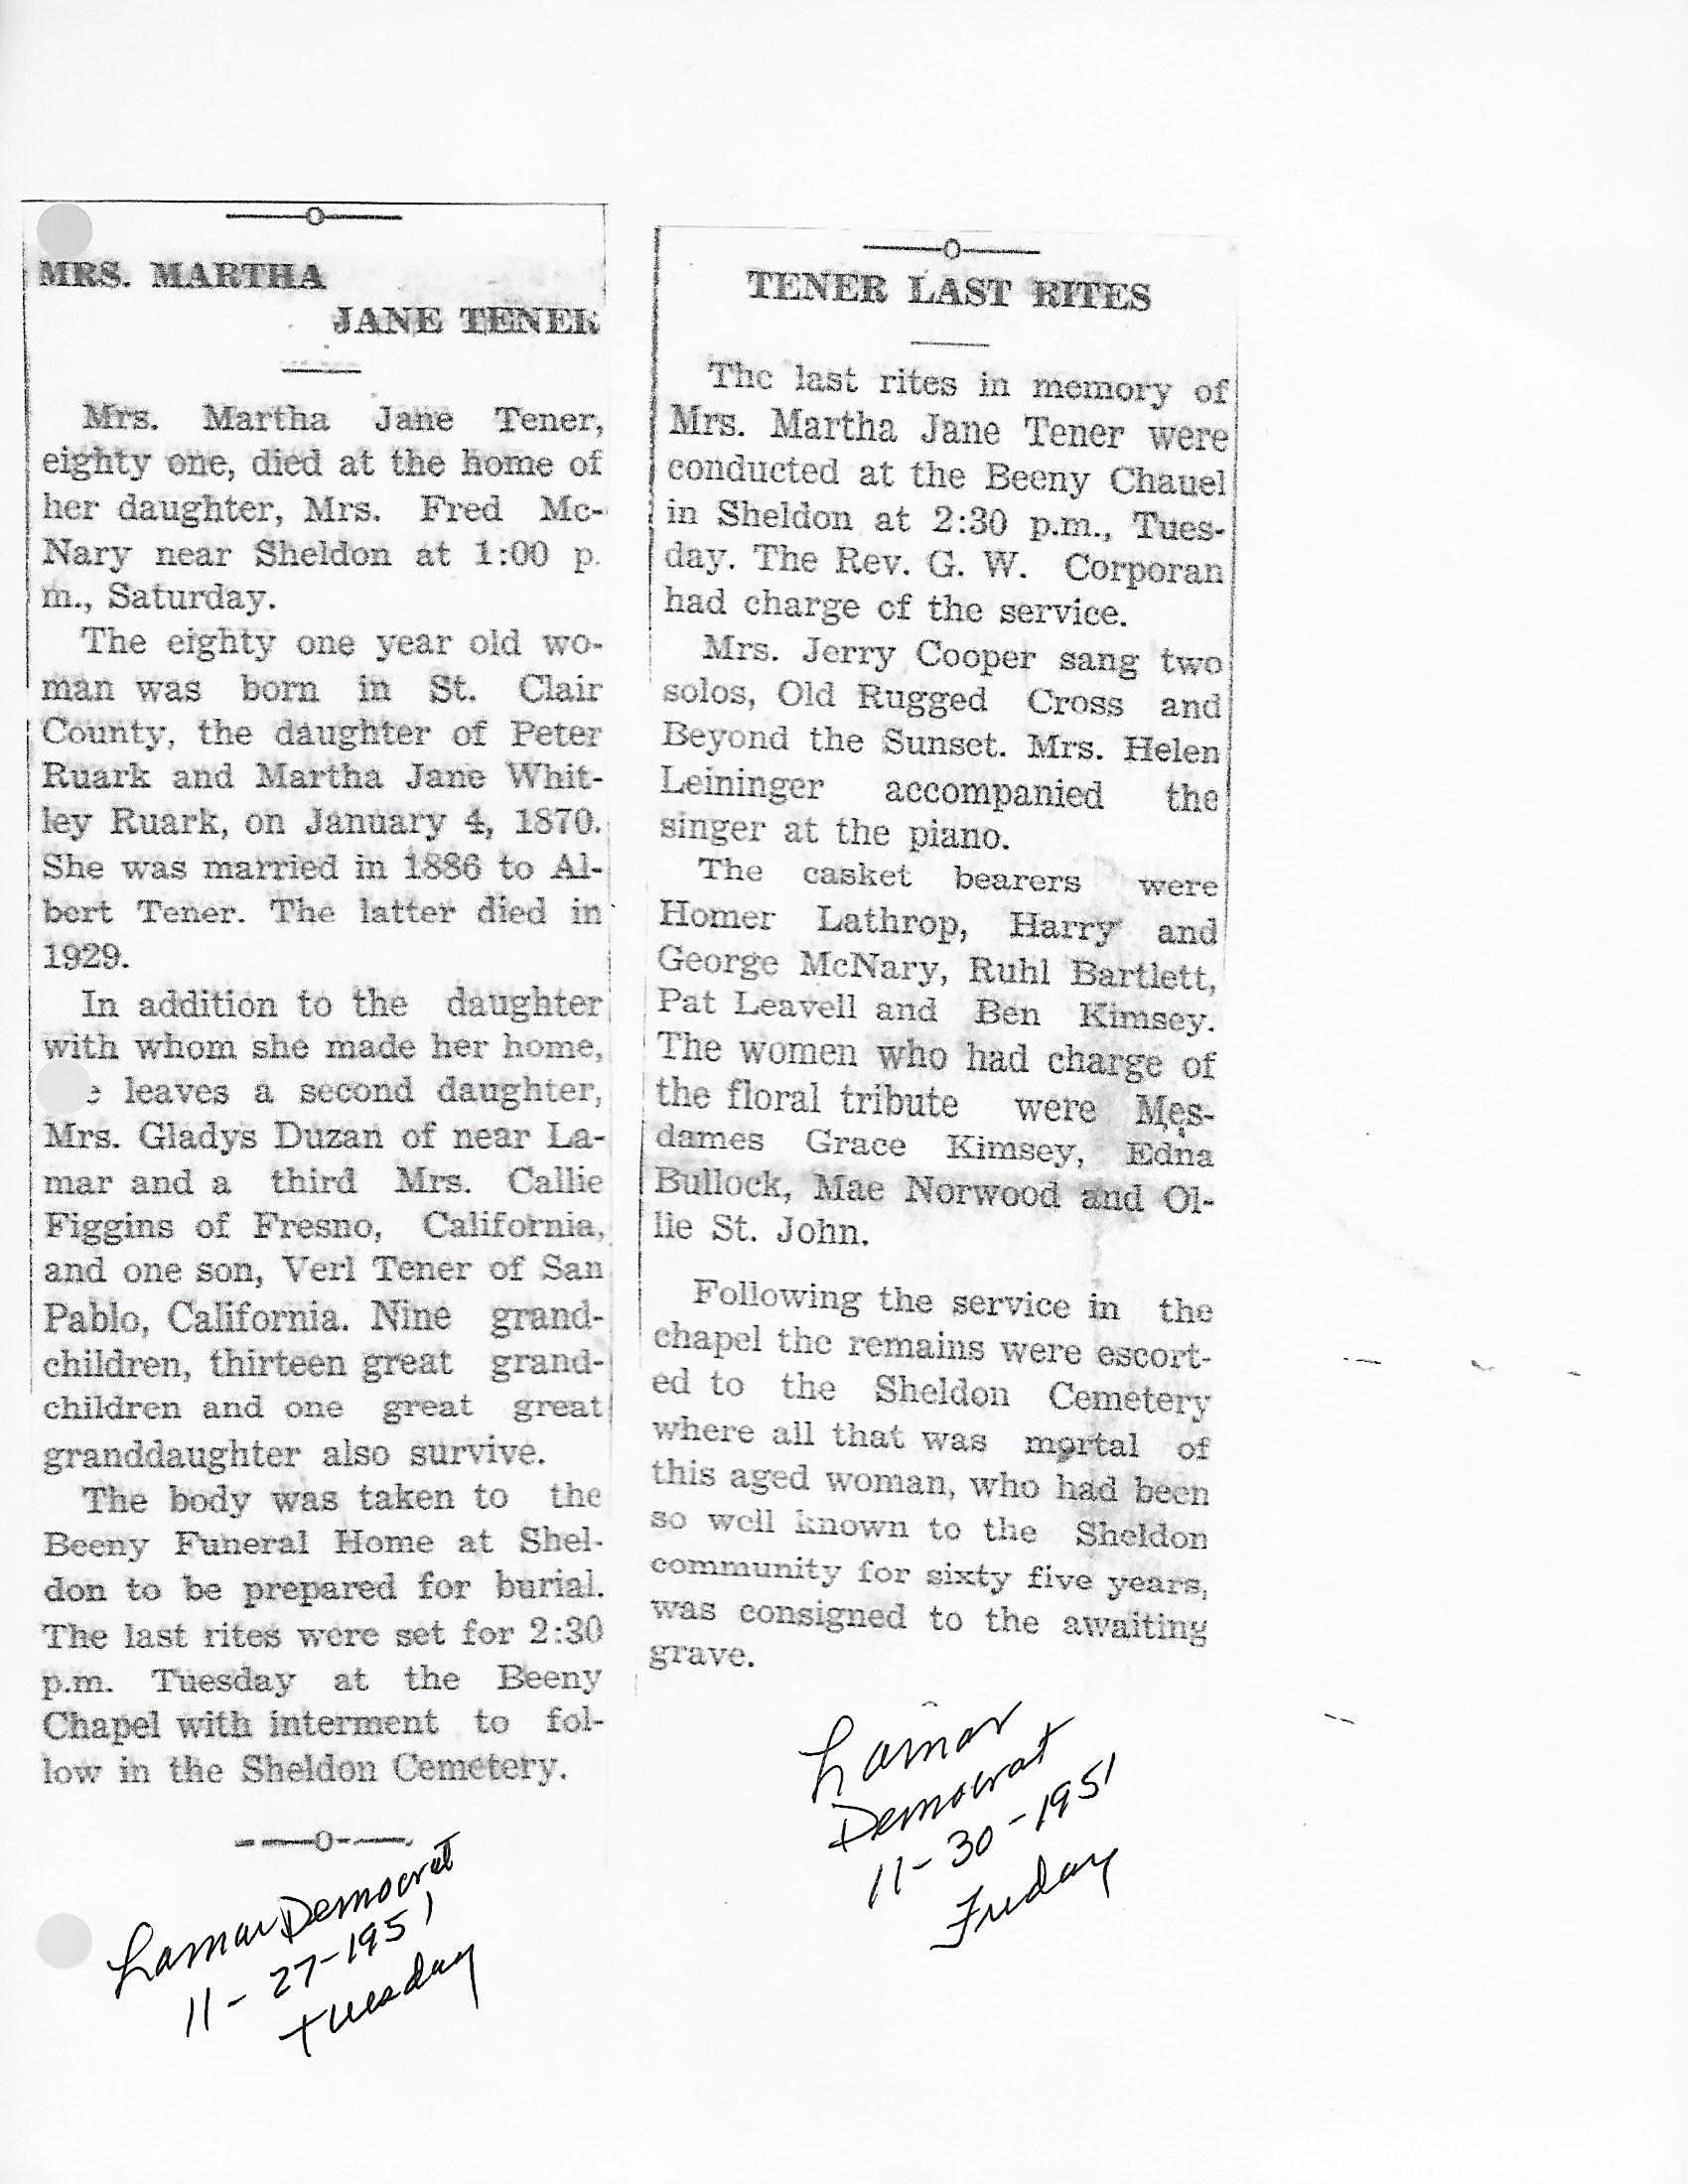 MRS. MARTHA
JANE TENER
Mrs. Martha Jane Tener,
eighty one, died at the home of
her daughter, Mrs. Fred Mc-
Nary near Sheldon at 1:00 p.
m., Saturday.
The eighty one year old wo-
man was born in St. Clair
County, the daughter of Peter
Ruark and Martha Jane Whit-
ley Ruark, on January 4, 1870.
She was married in 1886 to Al-
bert Tener. The latter died in
1929.
In addition to the daughter
with whom she made her home,
e leaves a second daughter,
Mrs. Gladys Duzan of near La-
mar and a third Mrs. Callie
Figgins of Fresno, California,
and one son, Verl Tener of San
Pablo, California. Nine grand-
children, thirteen great grand-
children and one great great
granddaughter also survive.
The body was taken to the
Beeny Funeral Home at Shel-
don to be prepared for burial.
The last rites were set for 2:30
p.m. Tuesday at the Beeny
Chapel with interment to fol-
low in the Sheldon Cemetery.
Lamar Democrat
11-27-1951
Tuesday
TENER LAST RITES
The last rites in memory of
Mrs. Martha Jane Tener were
conducted at the Beeny Chauel
in Sheldon at 2:30 p.m., Tues-
day. The Rev. G. W. Corporan
had charge of the service.
Mrs. Jerry Cooper sang two
solos, Old Rugged Cross and
Beyond the Sunset. Mrs. Helen
Leininger accompanied the
singer at the piano.
The casket bearers were
Homer Lathrop, Harry and
George McNary, Ruhl Bartlett,
Pat Leavell and Ben Kimsey.
The women who had charge of
the floral tribute were Mes-
dames Grace Kimsey, Edna
Bullock, Mae Norwood and Ol-
lie St. John.
Following the service in the
chapel the remains were escort-
ed to the Sheldon Cemetery
where all that was mortal of
this aged woman, who had been
so well known to the Sheldon
community for sixty five years,
was consigned to the awaiting
grave.
Lamar
Democrat
11-30-1951
Friday